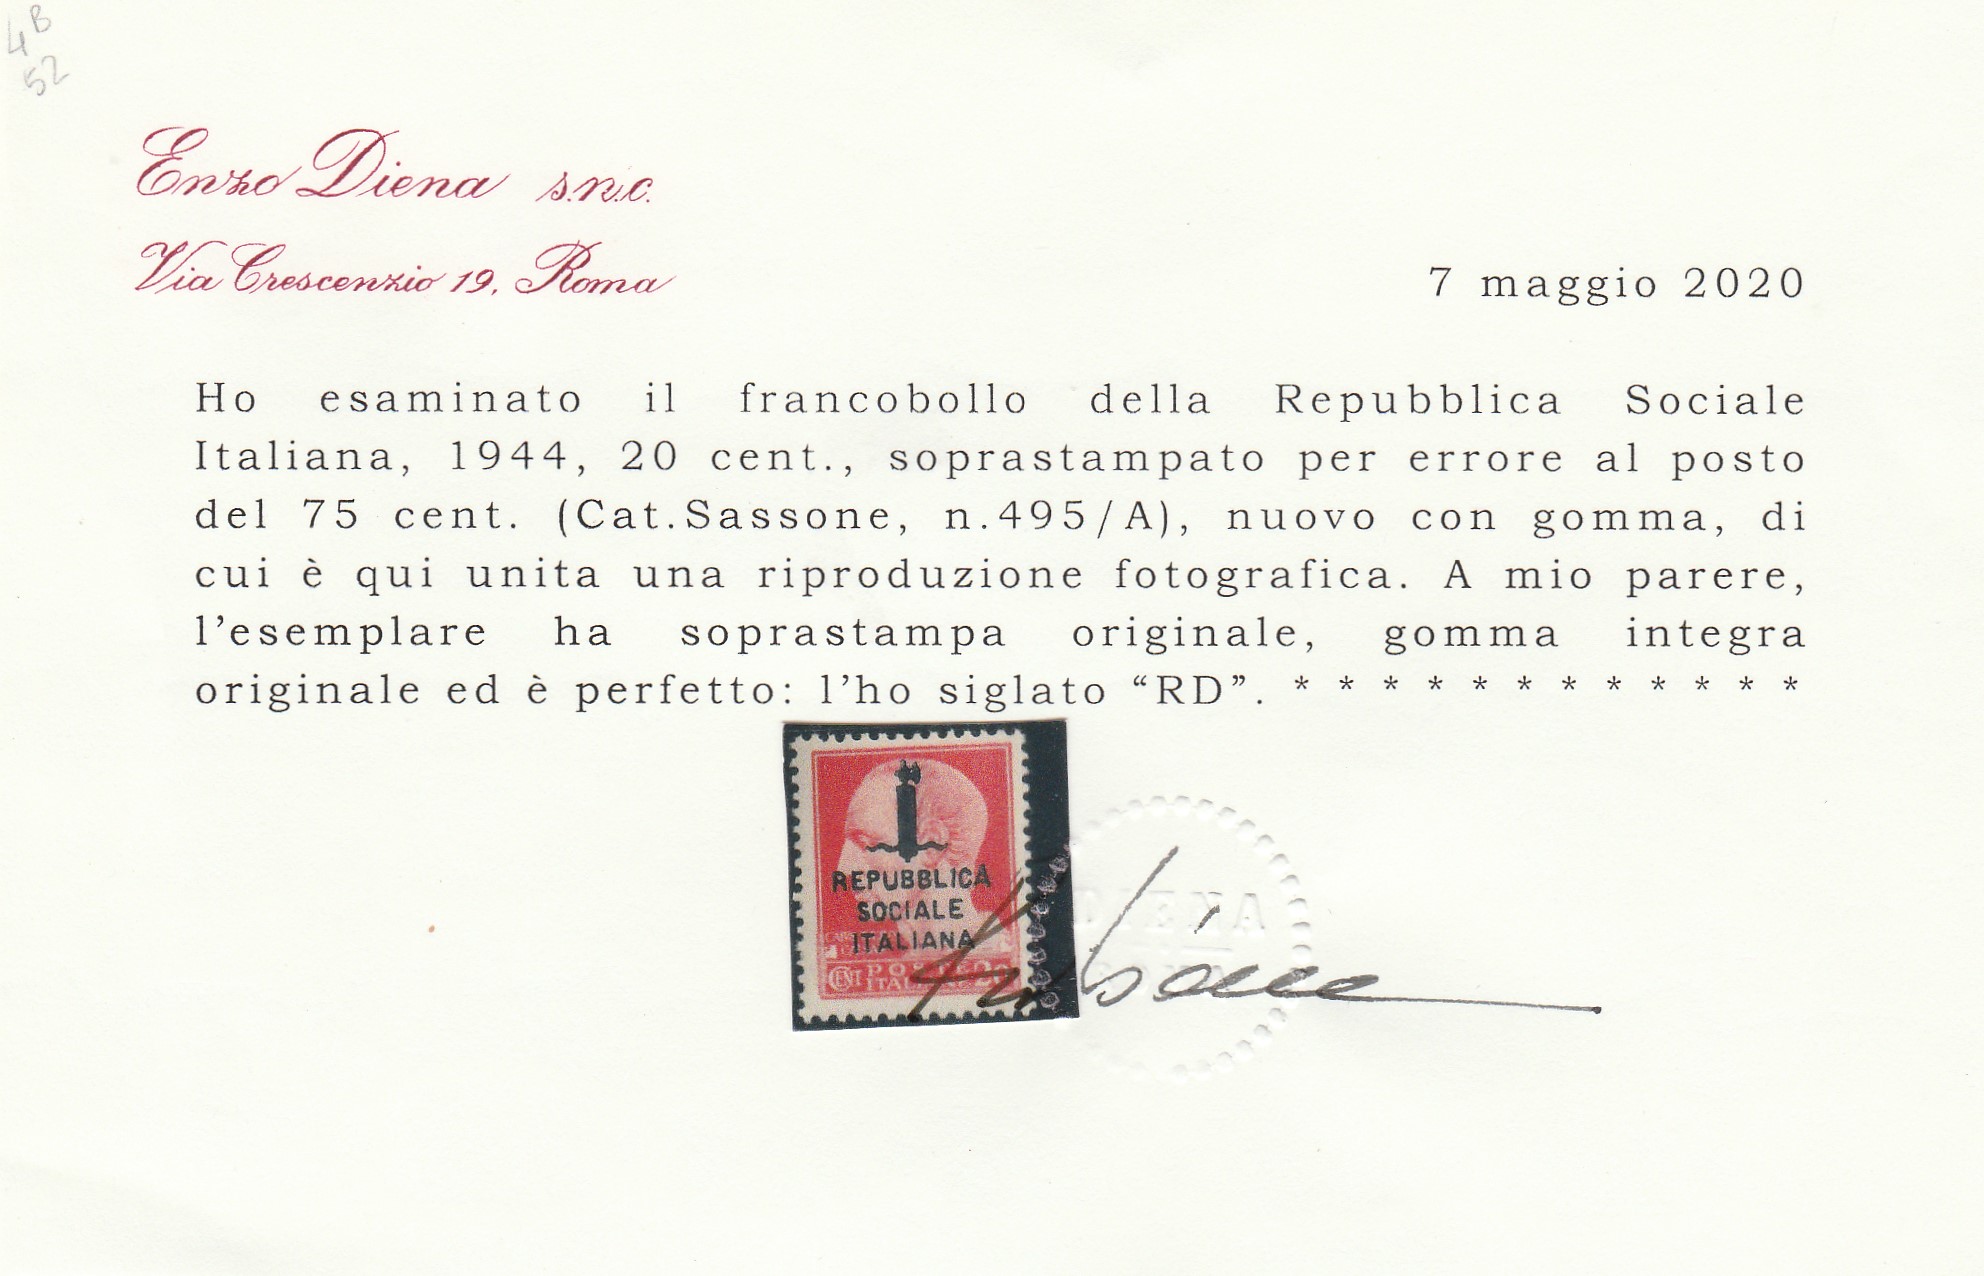 4B
52
Enzo Diena s.n.c.
Via Crescenzio 19, Roma
7 maggio 2020
Ho esaminato il francobollo della Repubblica Sociale
Italiana, 1944, 20 cent., soprastampato per errore al posto
del 75 cent. (Cat.Sassone, n.495/A), nuovo con gomma, di
cui è qui unita una riproduzione fotografica. A mio parere,
l’esemplare ha soprastampa originale, gomma integra
originale ed è perfetto: l’ho siglato “RD”. * * * * * * * * * * * *
REPUBBLICA
SOCIALE
ITALIANA
CENT POSTE 20